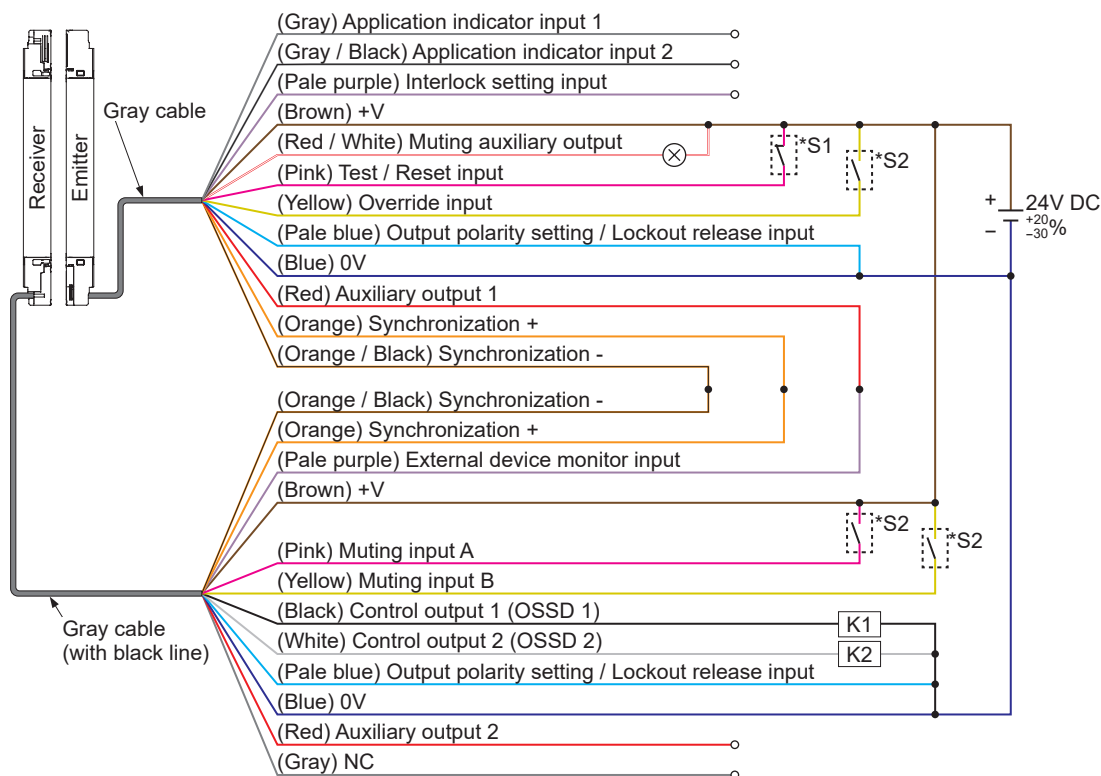 Receiver
Emitter
Gray cable
(Gray) Application indicator input 1
(Gray / Black) Application indicator input 2
(Pale purple) Interlock setting input
(Brown) +V
(Red / White) Muting auxiliary output
*S1
*S2
(Pink) Test / Reset input
(Yellow) Override input
+
24V DC
+20
−30%
−
(Pale blue) Output polarity setting / Lockout release input
(Blue) 0V
(Red) Auxiliary output 1
(Orange) Synchronization +
(Orange / Black) Synchronization -
(Orange / Black) Synchronization -
(Orange) Synchronization +
(Pale purple) External device monitor input
(Brown) +V
*S2
*S2
(Pink) Muting input A
(Yellow) Muting input B
(Black) Control output 1 (OSSD 1)
K1
(White) Control output 2 (OSSD 2)
K2
Gray cable
(with black line)
(Pale blue) Output polarity setting / Lockout release input
(Blue) 0V
(Red) Auxiliary output 2
(Gray) NC